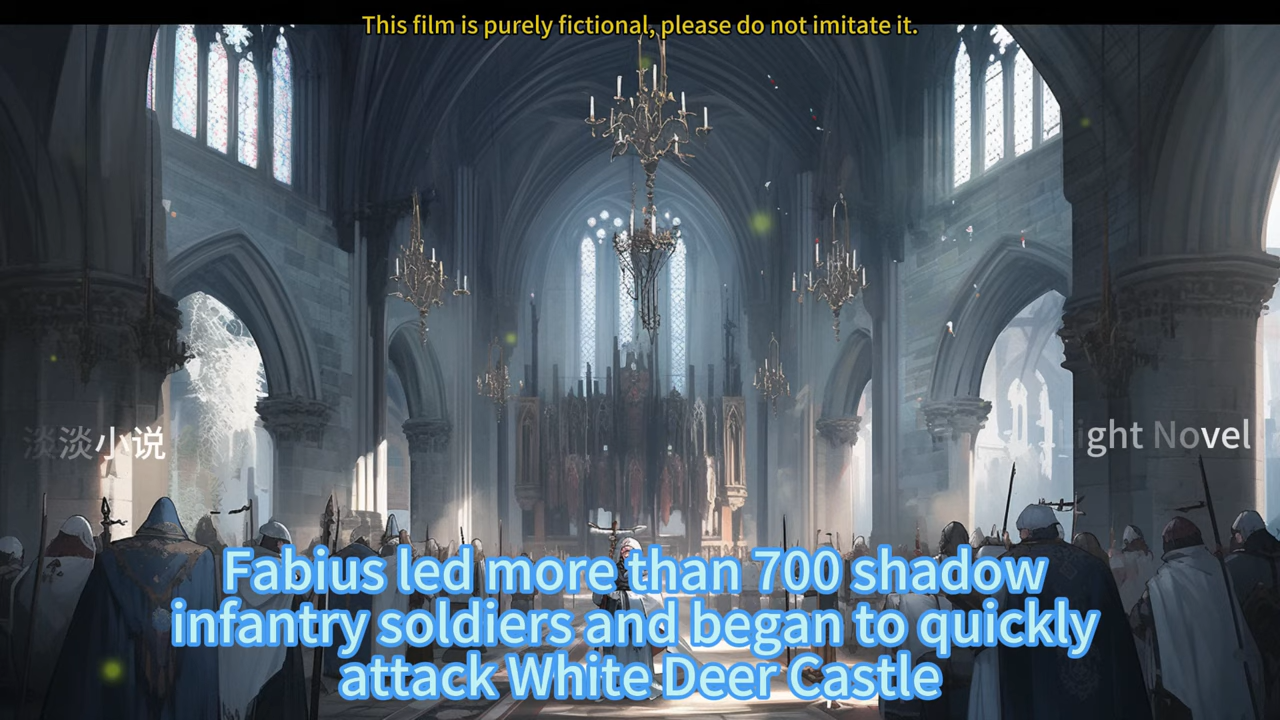 This film is purely fictional, please do not imitate it.
淡淡小说
ight Novel
Fabius led more than 700 shadow
infantry soldiers and began to quickly
attack White Deer Castle